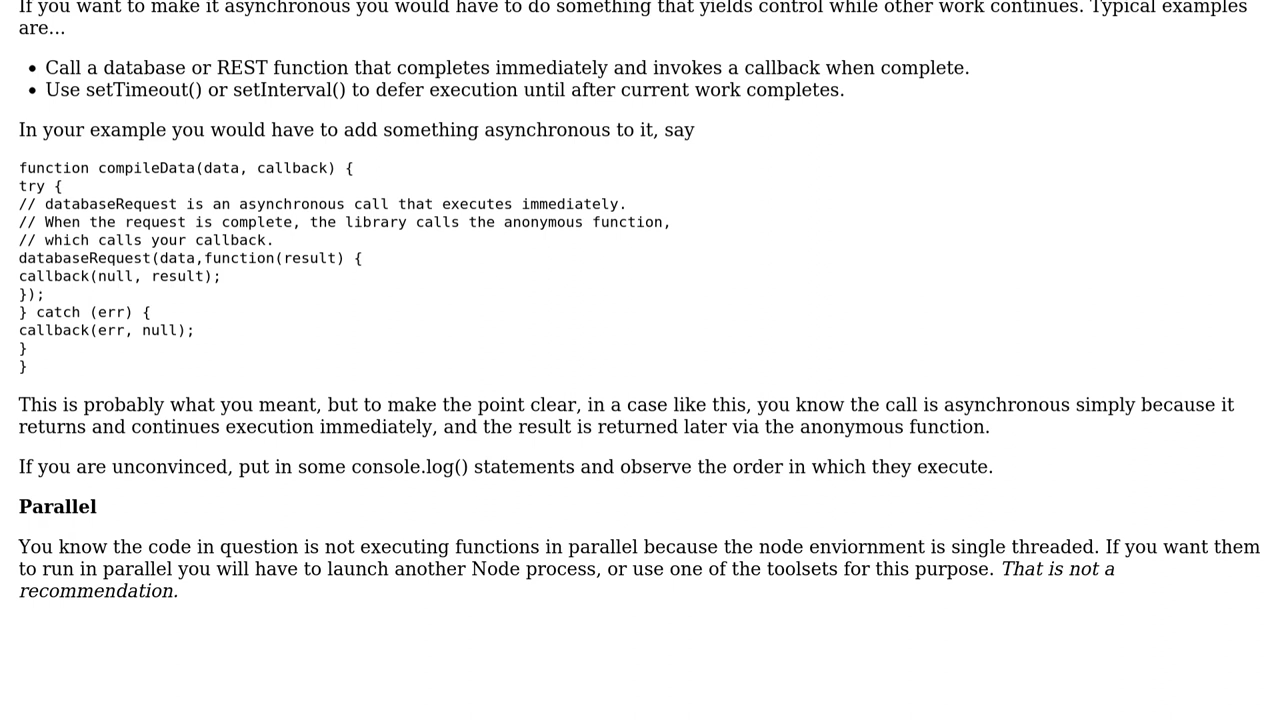 If you want to make it asynchronous you would have to do something that yields control while other work continues. Typical examples
are...
• Call a database or REST function that completes immediately and invokes a callback when complete.
• Use setTimeout() or setInterval() to defer execution until after current work completes.
In your example you would have to add something asynchronous to it, say
function compileData(data, callback) {
try {
// databaseRequest is an asynchronous call that executes immediately.
// When the request is complete, the library calls the anonymous function,
// which calls your callback.
databaseRequest(data,function(result) {
callback(null, result);
});
} catch (err) {
callback(err, null);
}
}
This is probably what you meant, but to make the point clear, in a case like this, you know the call is asynchronous simply because it
returns and continues execution immediately, and the result is returned later via the anonymous function.
If you are unconvinced, put in some console.log() statements and observe the order in which they execute.
Parallel
You know the code in question is not executing functions in parallel because the node enviornment is single threaded. If you want them
to run in parallel you will have to launch another Node process, or use one of the toolsets for this purpose. That is not a
recommendation.